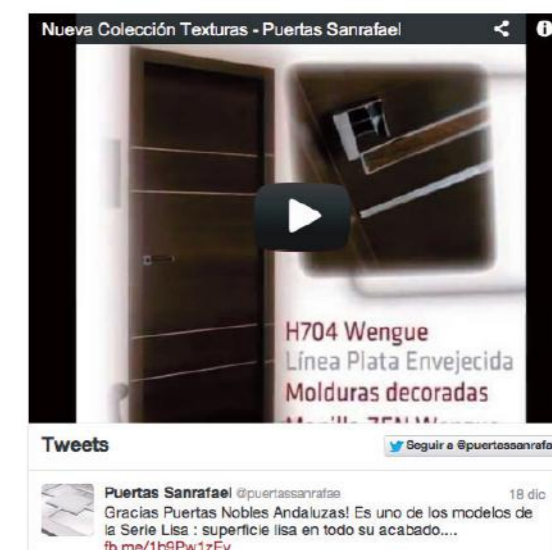 Nueva Colección Texturas - Puertas Sanrafael
H704 Wengue
Línea Plata Envejecida
Molduras decoradas
Tweets
Seguir a @puertassanrafa
Puertas Sanrafael @puertassanrafae
18 dic
Gracias Puertas Nobles Andaluzas! Es uno de los modelos de
la Serie Lisa : superficie lisa en todo su acabado....